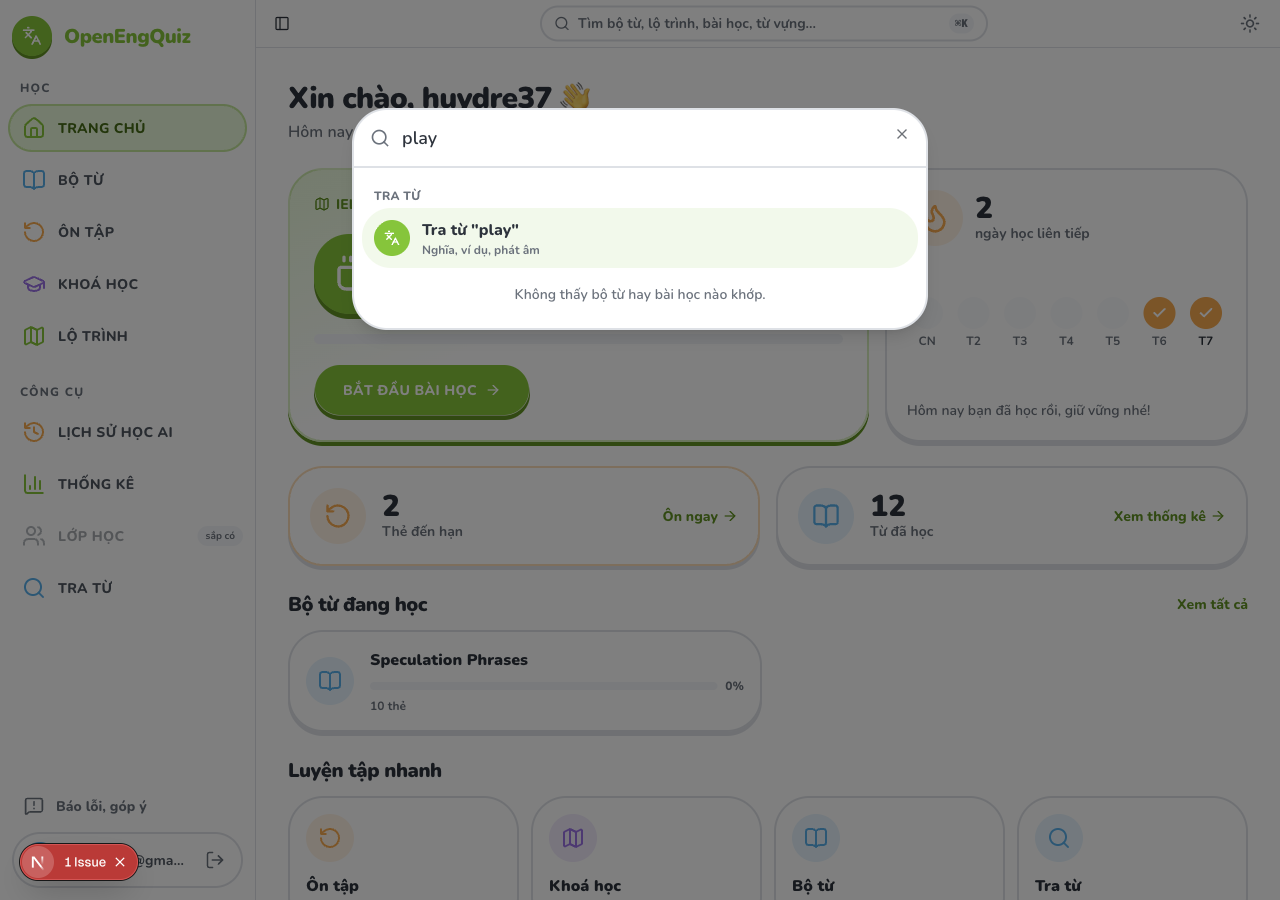 OpenEngQuiz
HỌC
TRANG CHỦ
BỘ TỪ
ÔN TẬP
KHOÁ HỌC
LỘ TRÌNH
CÔNG CỤ
LỊCH SỬ HỌC AI
THỐNG KÊ
LỚP HỌC
sắp có
TRA TỪ
Báo lỗi, góp ý
@gma...
1 Issue
Tìm bộ từ, lộ trình, bài học, từ vựng...
⌘K
Xin chào, huydre37 👋
Hôm nay
play
TRA TỪ
Tra từ "play"
Nghĩa, ví dụ, phát âm
Không thấy bộ từ hay bài học nào khớp.
BẮT ĐẦU BÀI HỌC
2
ngày học liên tiếp
CN T2 T3 T4 T5 T6 T7
Hôm nay bạn đã học rồi, giữ vững nhé!
2
Thẻ đến hạn
Ôn ngay
12
Từ đã học
Xem thống kê
Bộ từ đang học
Xem tất cả
Speculation Phrases
0%
10 thẻ
Luyện tập nhanh
Ôn tập
Khoá học
Bộ từ
Tra từ